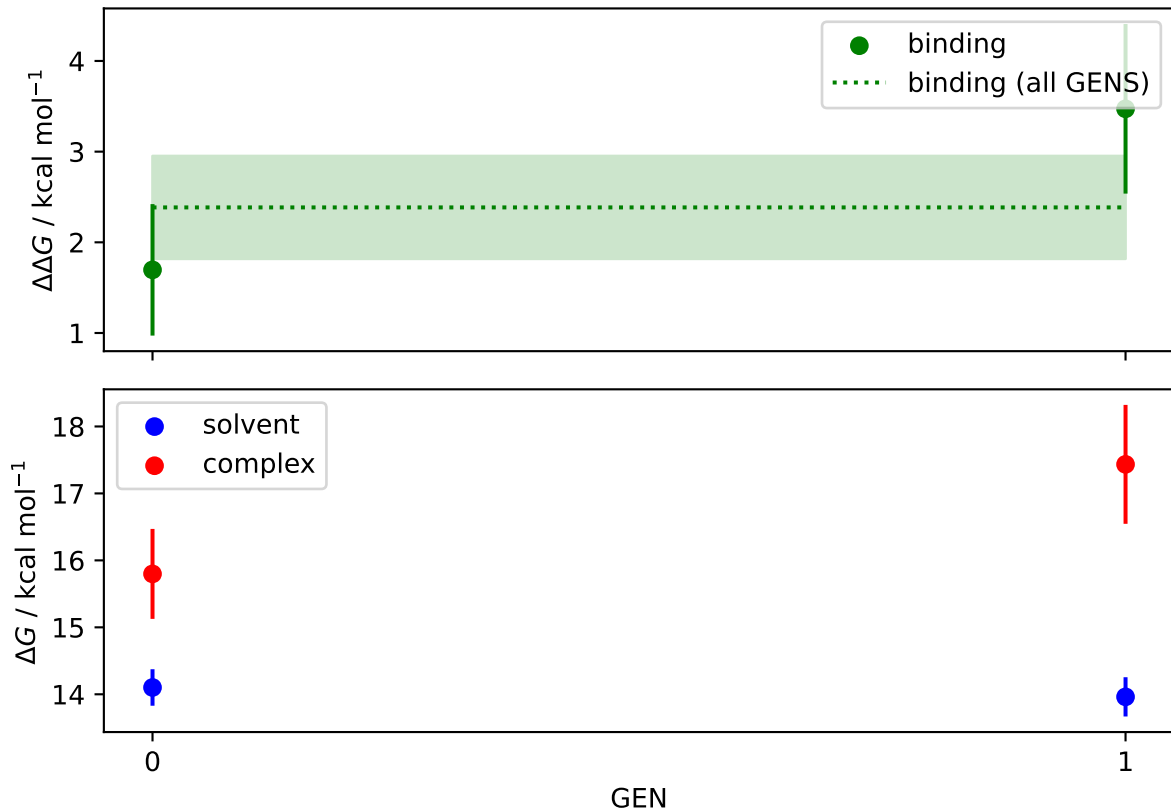 ΔΔG / kcal mol⁻¹
4
3
2
1
binding
binding (all GENS)
ΔG / kcal mol⁻¹
18
17
16
15
14
solvent
complex
0
1
GEN